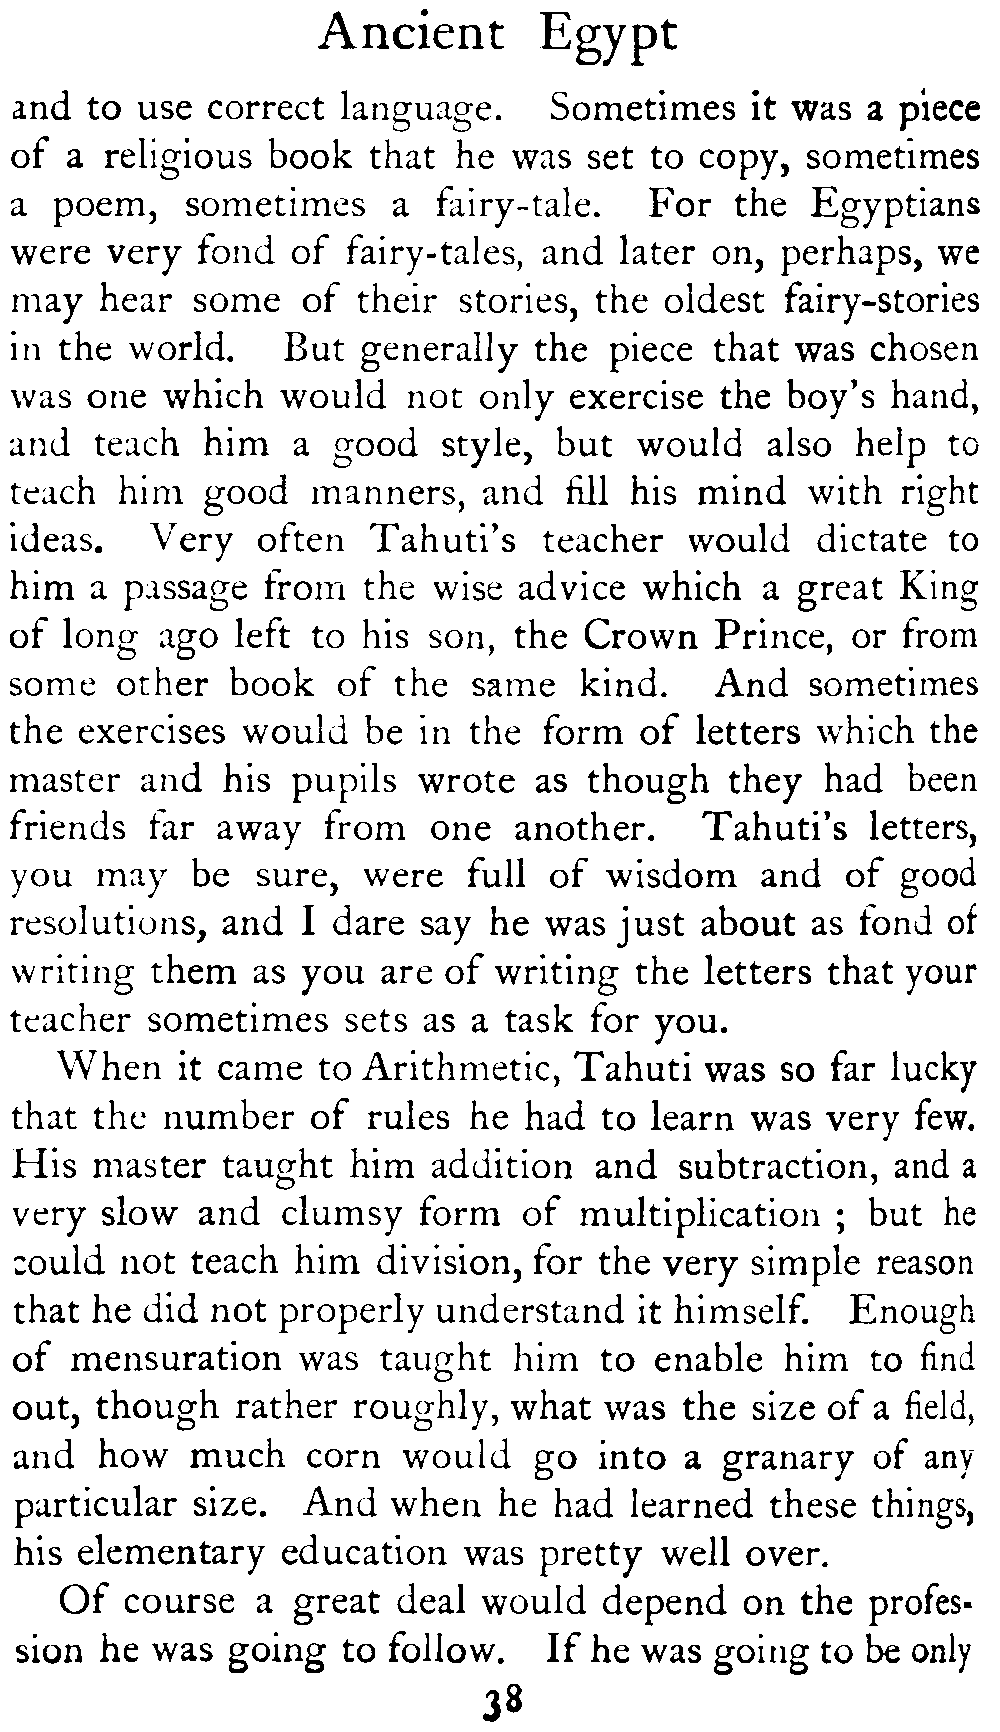 Ancient Egypt
and to use correct language. Sometimes it was a piece
of a religious book that he was set to copy, sometimes
a poem, sometimes a fairy-tale. For the Egyptians
were very fond of fairy-tales, and later on, perhaps, we
may hear some of their stories, the oldest fairy-stories
in the world. But generally the piece that was chosen
was one which would not only exercise the boy's hand,
and teach him a good style, but would also help to
teach him good manners, and fill his mind with right
ideas. Very often Tahuti's teacher would dictate to
him a passage from the wise advice which a great King
of long ago left to his son, the Crown Prince, or from
some other book of the same kind. And sometimes
the exercises would be in the form of letters which the
master and his pupils wrote as though they had been
friends far away from one another. Tahuti's letters,
you may be sure, were full of wisdom and of good
resolutions, and I dare say he was just about as fond of
writing them as you are of writing the letters that your
teacher sometimes sets as a task for you.
When it came to Arithmetic, Tahuti was so far lucky
that the number of rules he had to learn was very few.
His master taught him addition and subtraction, and a
very slow and clumsy form of multiplication ; but he
could not teach him division, for the very simple reason
that he did not properly understand it himself. Enough
of mensuration was taught him to enable him to find
out, though rather roughly, what was the size of a field,
and how much corn would go into a granary of any
particular size. And when he had learned these things,
his elementary education was pretty well over.
Of course a great deal would depend on the profes-
sion he was going to follow. If he was going to be only
38